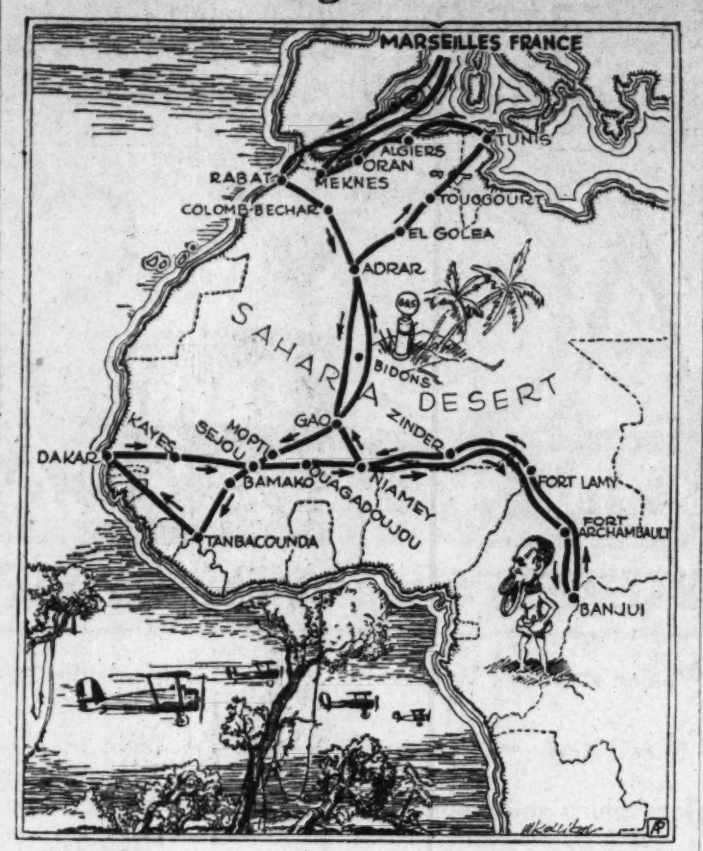 MARSEILLES FRANCE
TUNIS
ALGIERS
ORAN
RABAT
MEKNES
TOUGGOURT
COLOMB-BECHAR
EL GOLEA
ADRAR
GAS
SAHARA DESERT
BIDONS
GAO
ZINDER
MOPTI
SEJOU
KAYES
DAKAR
BAMAKO
OUAGADOUJOU
NIAMEY
FORT LAMY
FORT
ARCHAMBAULT
TANBACOUNDA
BANJUI
AP